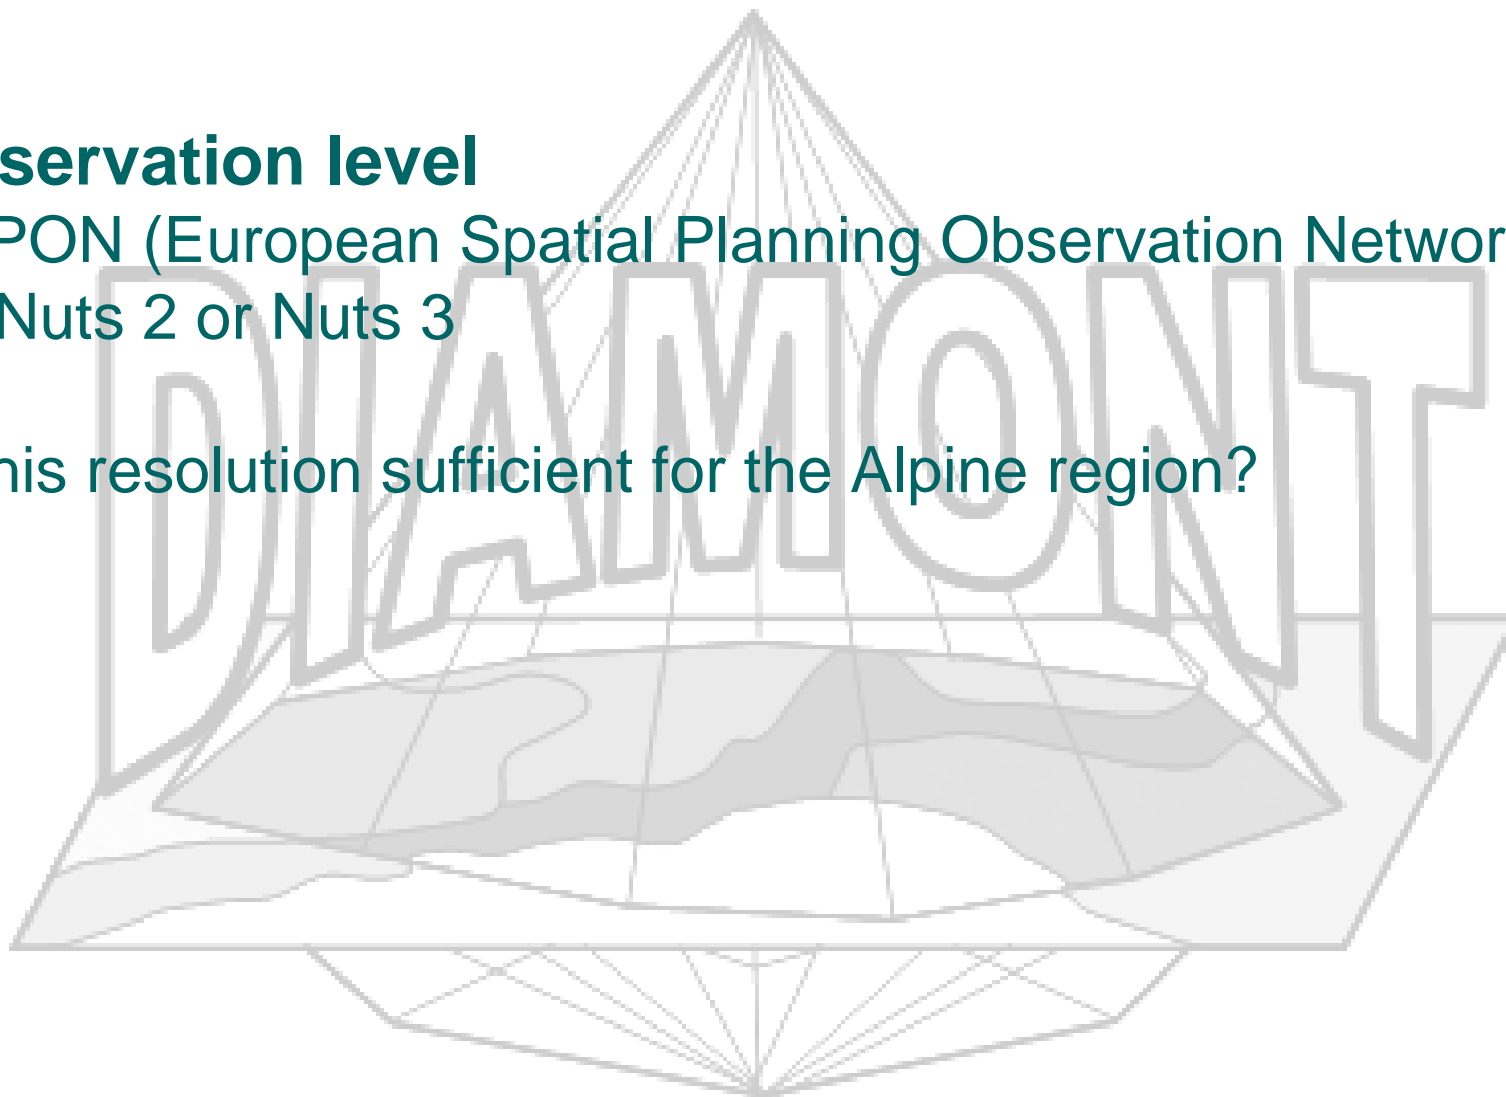 servation level
PON (European Spatial Planning Observation Networ
Nuts 2 or Nuts 3
his resolution sufficient for the Alpine region?
DIAMONT